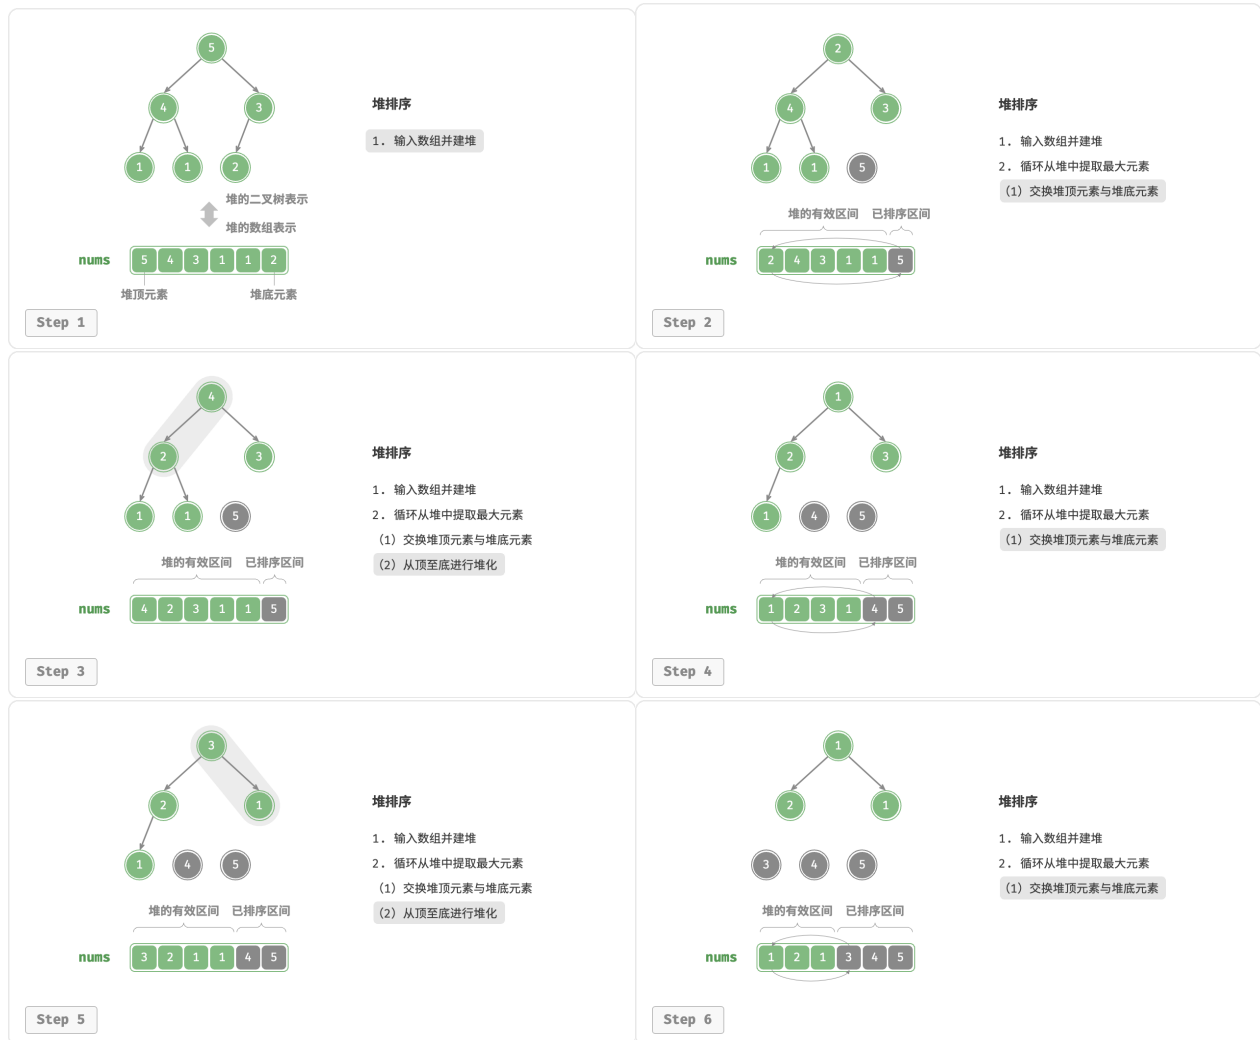 5
4 3
1 1 2
堆的二叉树表示
堆的数组表示
nums 5 4 3 1 1 2
堆顶元素 堆底元素
堆排序
1. 输入数组并建堆
Step 1
2
4 3
1 1 5
堆的有效区间 已排序区间
nums 2 4 3 1 1 5
堆排序
1. 输入数组并建堆
2. 循环从堆中提取最大元素
（1）交换堆顶元素与堆底元素
Step 2
4
2 3
1 1 5
堆的有效区间 已排序区间
nums 4 2 3 1 1 5
堆排序
1. 输入数组并建堆
2. 循环从堆中提取最大元素
（1）交换堆顶元素与堆底元素
（2）从顶至底进行堆化
Step 3
1
2 3
1 4 5
堆的有效区间 已排序区间
nums 1 2 3 1 4 5
堆排序
1. 输入数组并建堆
2. 循环从堆中提取最大元素
（1）交换堆顶元素与堆底元素
Step 4
3
2 1
1 4 5
堆的有效区间 已排序区间
nums 3 2 1 1 4 5
堆排序
1. 输入数组并建堆
2. 循环从堆中提取最大元素
（1）交换堆顶元素与堆底元素
（2）从顶至底进行堆化
Step 5
1
2 1
3 4 5
堆的有效区间 已排序区间
nums 1 2 1 3 4 5
堆排序
1. 输入数组并建堆
2. 循环从堆中提取最大元素
（1）交换堆顶元素与堆底元素
Step 6